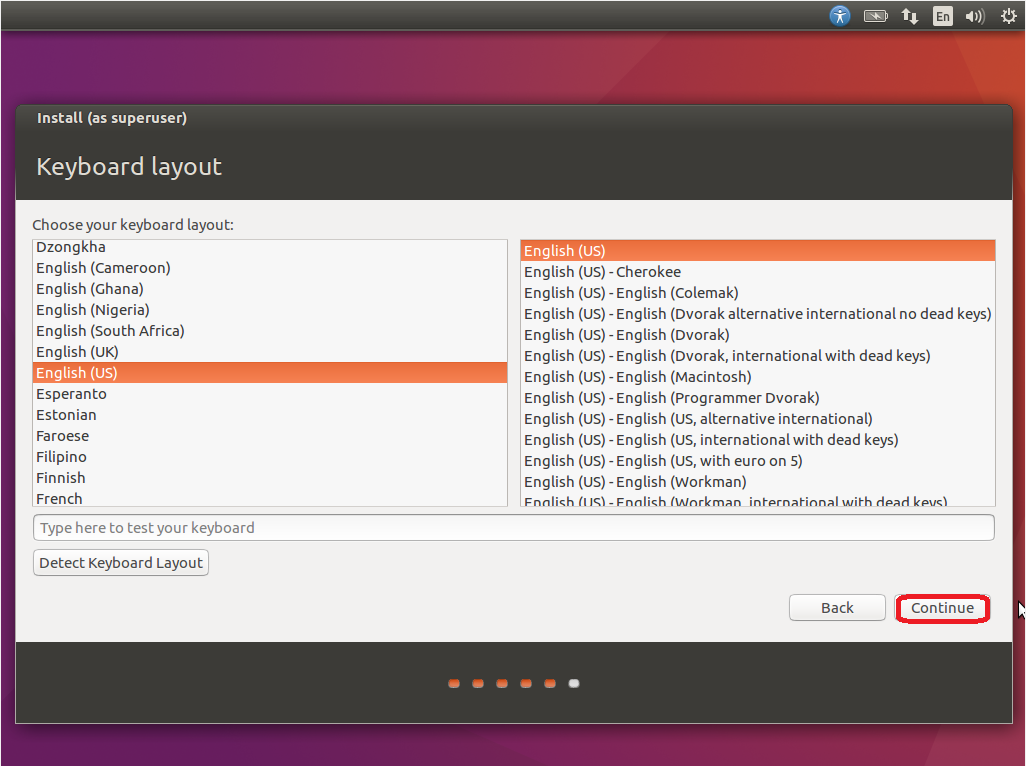 En
Install (as superuser)
Keyboard layout
Choose your keyboard layout:
Dzongkha
English (Cameroon)
English (Ghana)
English (Nigeria)
English (South Africa)
English (UK)
English (US)
Esperanto
Estonian
Faroese
Filipino
Finnish
French
English (US)
English (US) - Cherokee
English (US) - English (Colemak)
English (US) - English (Dvorak alternative international no dead keys)
English (US) - English (Dvorak)
English (US) - English (Dvorak, international with dead keys)
English (US) - English (Macintosh)
English (US) - English (Programmer Dvorak)
English (US) - English (US, alternative international)
English (US) - English (US, international with dead keys)
English (US) - English (US, with euro on 5)
English (US) - English (Workman)
English (US) - English (Workman, international with dead keys)
Type here to test your keyboard
Detect Keyboard Layout
Back
Continue